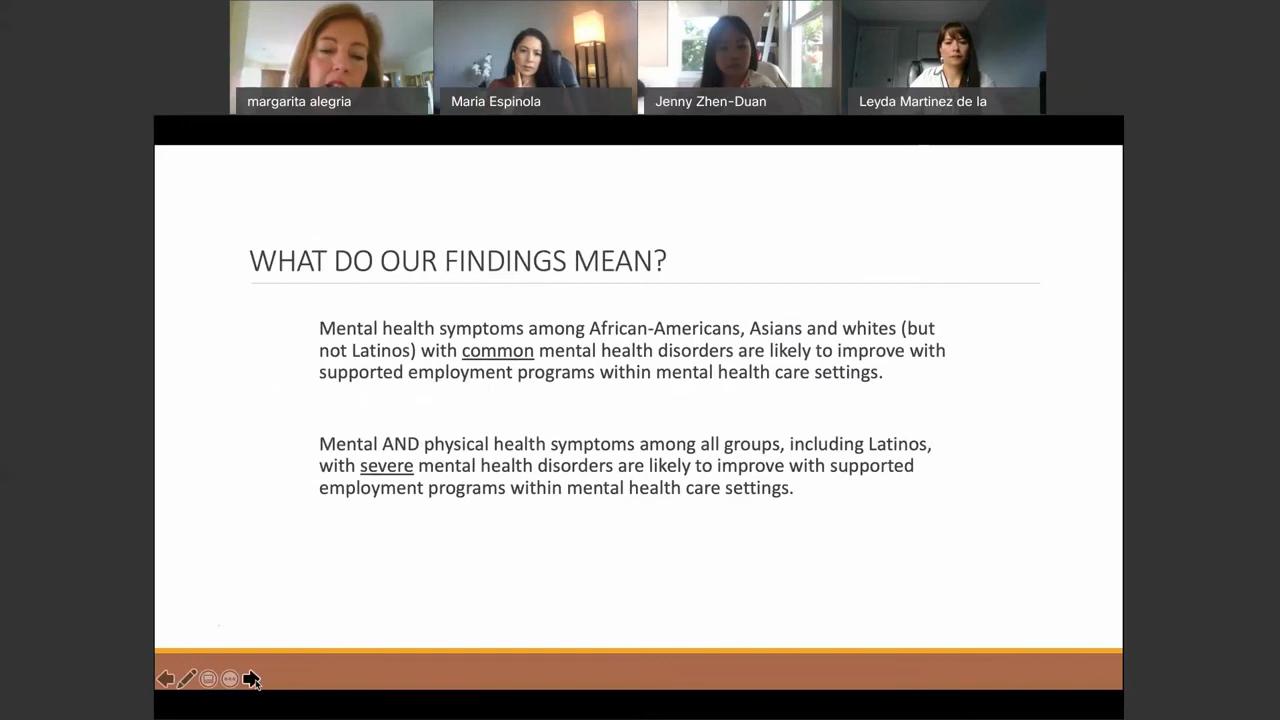 margarita alegria
Maria Espinola
Jenny Zhen-Duan
Leyda Martinez de la
WHAT DO OUR FINDINGS MEAN?
Mental health symptoms among African-Americans, Asians and whites (but
not Latinos) with common mental health disorders are likely to improve with
supported employment programs within mental health care settings.
Mental AND physical health symptoms among all groups, including Latinos,
with severe mental health disorders are likely to improve with supported
employment programs within mental health care settings.